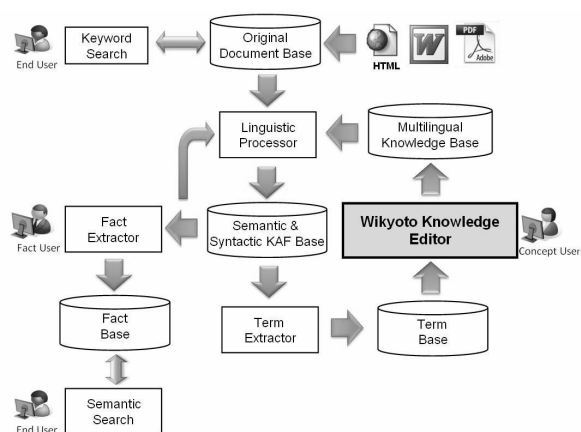 Keyword
Search
End User
Original
Document Base
HTML
W
PDF
Adobe
Linguistic
Processor
Multilingual
Knowledge Base
Fact
Extractor
Fact User
Semantic &
Syntactic KAF Base
Wikyoto Knowledge
Editor
Concept User
Fact
Base
Term
Extractor
Term
Base
Semantic
Search
End User